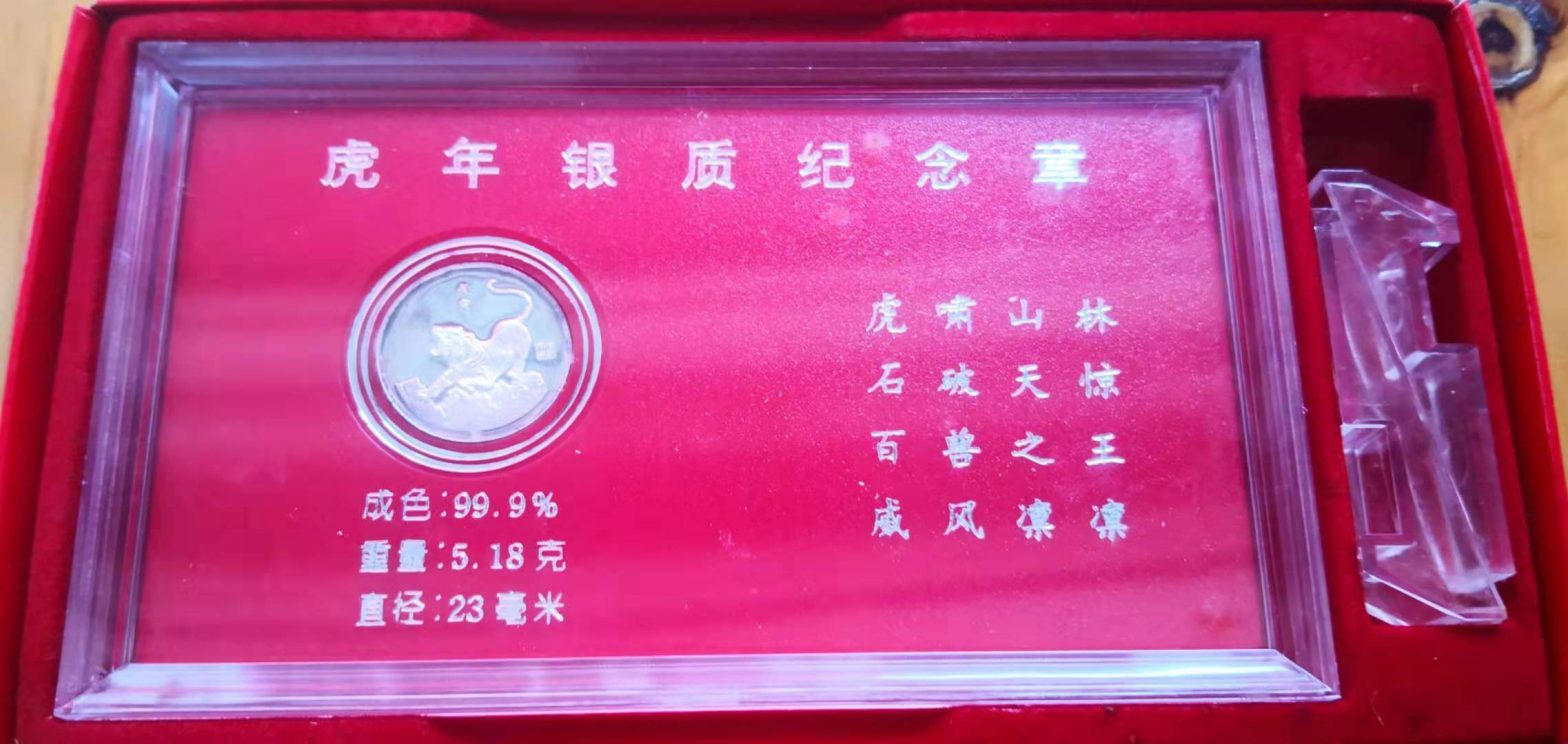 虎年银质纪念章
虎啸山林
石破天惊
百兽之王
威风凛凛
成色:99.9%
重量:5.18克
直径:23毫米